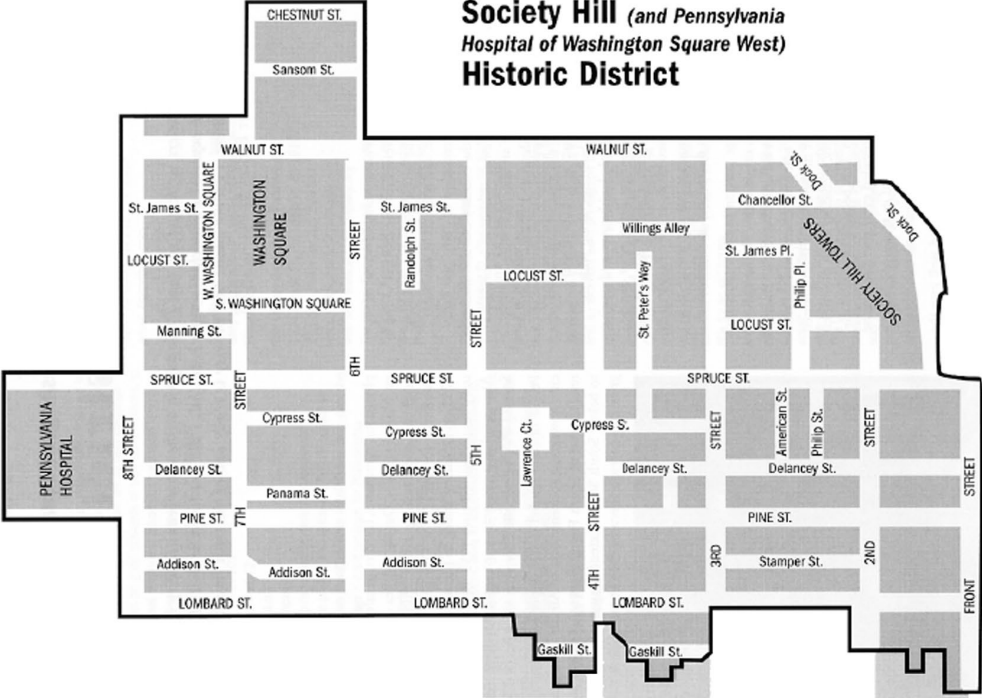 Society Hill (and Pennsylvania
Hospital of Washington Square West)
Historic District
CHESTNUT ST.
Sansom St.
WALNUT ST.
WALNUT ST.
Dock St.
St. James St.
W. WASHINGTON SQUARE
WASHINGTON
SQUARE
STREET
St. James St.
Randolph St.
Chancellor St.
Dock St.
Willings Alley
LOCUST ST.
LOCUST ST.
St. Peter's Way
St. James Pl.
Philip Pl.
SOCIETY HILL TOWERS
S. WASHINGTON SQUARE
Manning St.
STREET
LOCUST ST.
6TH
SPRUCE ST.
STREET
SPRUCE ST.
SPRUCE ST.
PENNSYLVANIA
HOSPITAL
8TH STREET
Cypress St.
Cypress St.
5TH
Lawrence Ct.
Cypress S.
STREET
American St.
Philip St.
STREET
Delancey St.
Delancey St.
Delancey St.
Delancey St.
STREET
Panama St.
STREET
PINE ST.
7TH
PINE ST.
PINE ST.
Addison St.
Addison St.
Addison St.
4TH
3RD
Stamper St.
2ND
FRONT
LOMBARD ST.
LOMBARD ST.
LOMBARD ST.
Gaskill St.
Gaskill St.